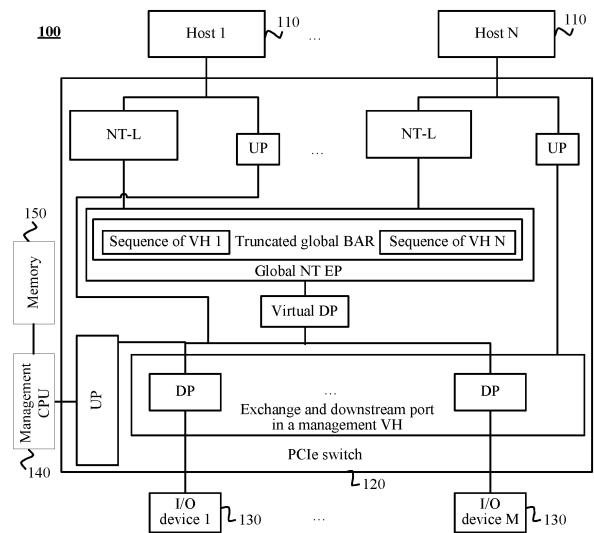 100
Host 1
110
...
Host N
110
NT-L
UP
...
NT-L
UP
150
Memory
Sequence of VH 1
Truncated global BAR
Sequence of VH N
Global NT EP
Virtual DP
Management
CPU
140
UP
DP
...
DP
Exchange and downstream port
in a management VH
PCIe switch
120
I/O
device 1
130
...
I/O
device M
130